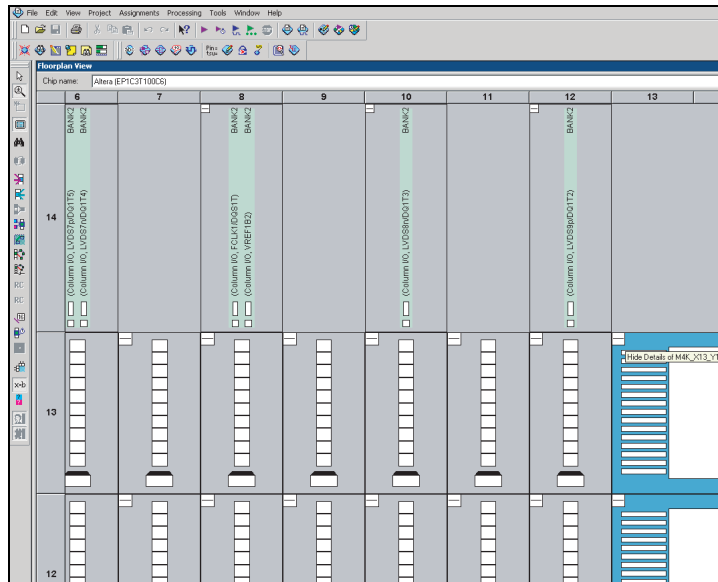 File Edit View Project Assignments Processing Tools Window Help
Floorplan View
Chip name: Altera (EP1C3T100C6)
6 7 8 9 10 11 12 13
14
(Column I/O, LVDS7p/DQ1T5) BANK2
(Column I/O, LVDS7n/DQ1T4) BANK2
(Column I/O, FCLK1/DQS1T) BANK2
(Column I/O, VREF1B2) BANK2
(Column I/O, LVDS8n/DQ1T3) BANK2
(Column I/O, LVDS9p/DQ1T2) BANK2
13
Hide Details of M4K_X13_Y1
12